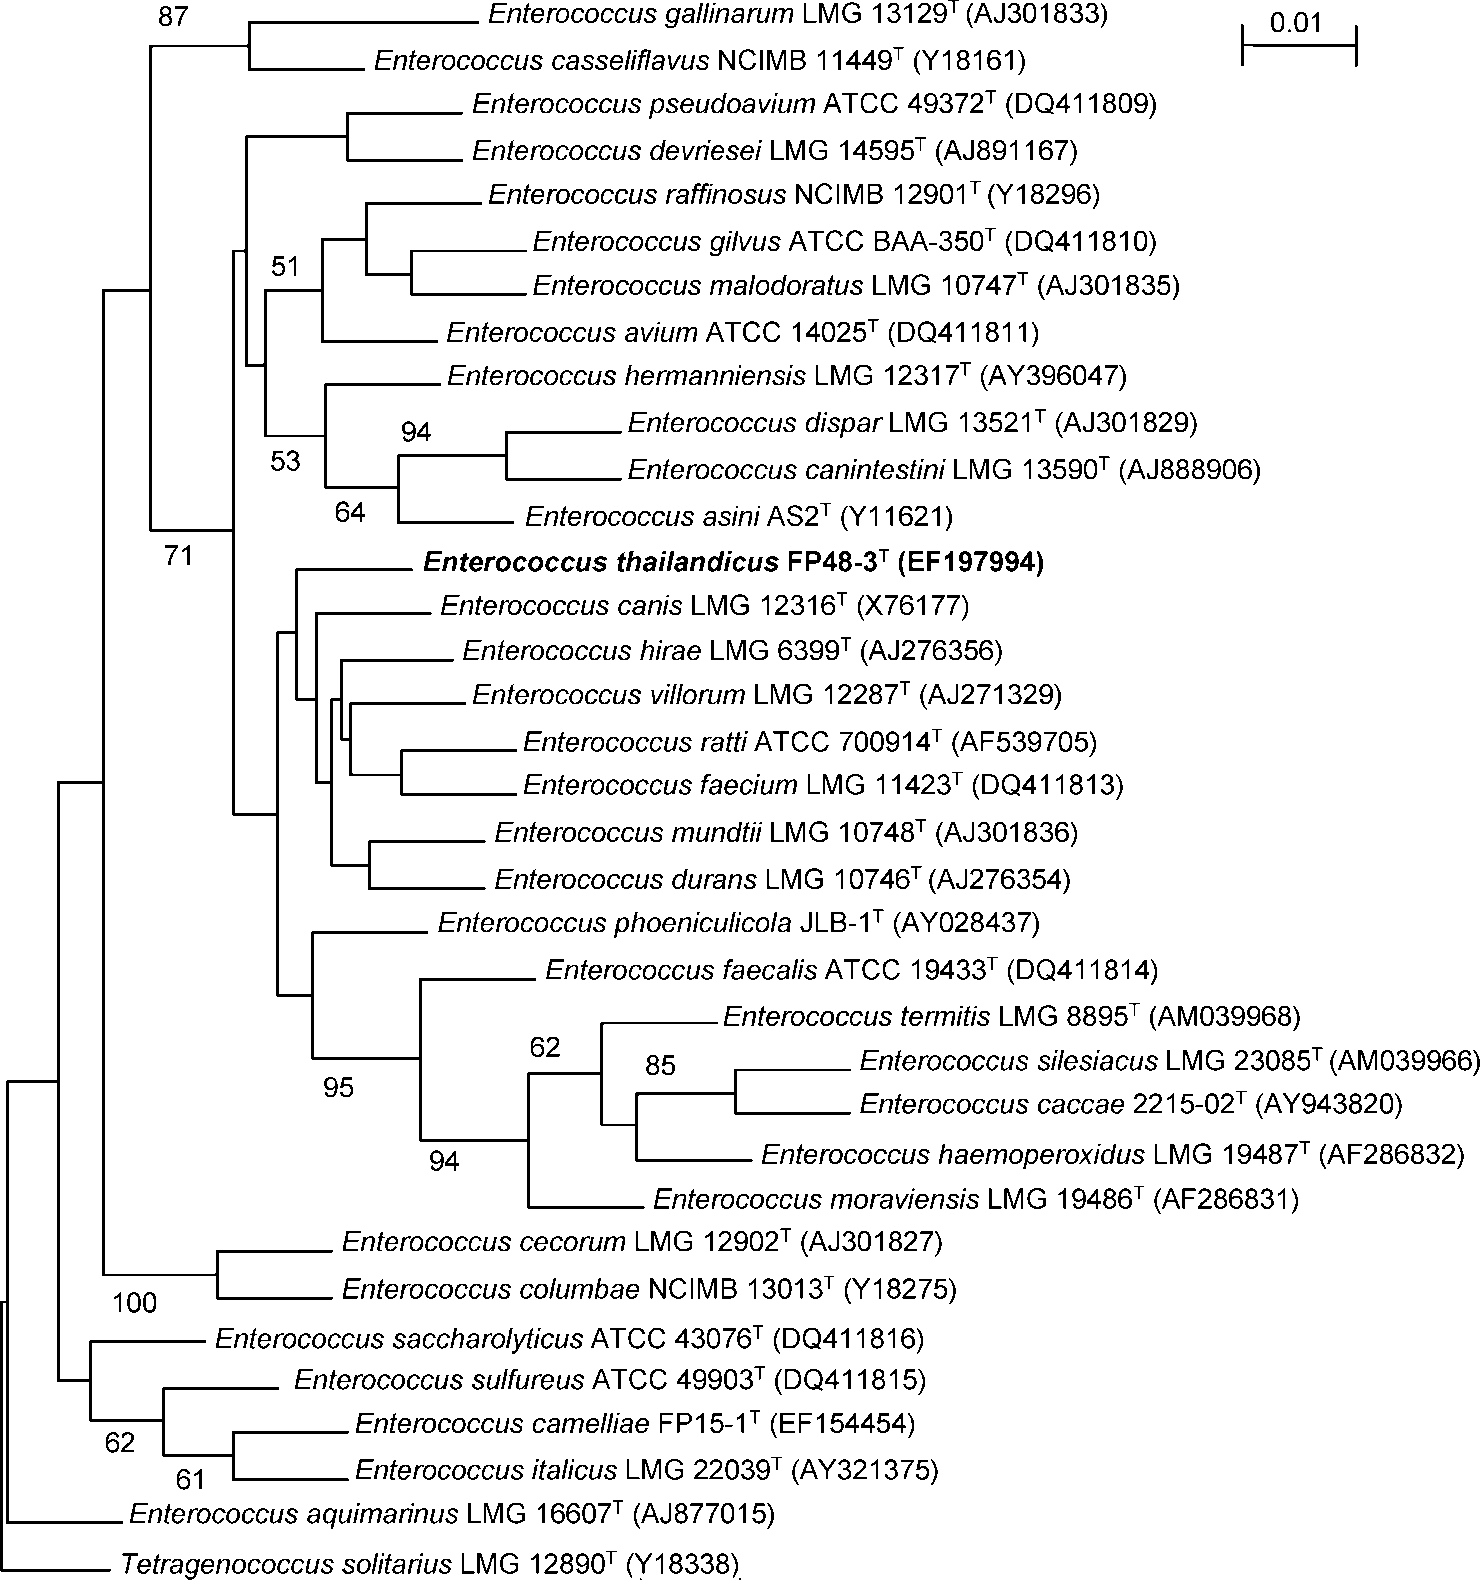 87
Enterococcus gallinarum LMG 13129T (AJ301833)
0.01
Enterococcus casseliflavus NCIMB 11449T (Y18161)
Enterococcus pseudoavium ATCC 49372T (DQ411809)
Enterococcus devriesei LMG 14595T (AJ891167)
Enterococcus raffinosus NCIMB 12901T (Y18296)
Enterococcus gilvus ATCC BAA-350T (DQ411810)
51
Enterococcus malodoratus LMG 10747T (AJ301835)
Enterococcus avium ATCC 14025T (DQ411811)
Enterococcus hermanniensis LMG 12317T (AY396047)
94
Enterococcus dispar LMG 13521T (AJ301829)
53
Enterococcus canintestini LMG 13590T (AJ888906)
64
Enterococcus asini AS2T (Y11621)
71
Enterococcus thailandicus FP48-3T (EF197994)
Enterococcus canis LMG 12316T (X76177)
Enterococcus hirae LMG 6399T (AJ276356)
Enterococcus villorum LMG 12287T (AJ271329)
Enterococcus ratti ATCC 700914T (AF539705)
Enterococcus faecium LMG 11423T (DQ411813)
Enterococcus mundtii LMG 10748T (AJ301836)
Enterococcus durans LMG 10746T (AJ276354)
Enterococcus phoeniculicola JLB-1T (AY028437)
Enterococcus faecalis ATCC 19433T (DQ411814)
Enterococcus termitis LMG 8895T (AM039968)
62
85
Enterococcus silesiacus LMG 23085T (AM039966)
95
Enterococcus caccae 2215-02T (AY943820)
94
Enterococcus haemoperoxidus LMG 19487T (AF286832)
Enterococcus moraviensis LMG 19486T (AF286831)
Enterococcus cecorum LMG 12902T (AJ301827)
Enterococcus columbae NCIMB 13013T (Y18275)
100
Enterococcus saccharolyticus ATCC 43076T (DQ411816)
Enterococcus sulfureus ATCC 49903T (DQ411815)
Enterococcus camelliae FP15-1T (EF154454)
62
Enterococcus italicus LMG 22039T (AY321375)
61
Enterococcus aquimarinus LMG 16607T (AJ877015)
Tetragenococcus solitarius LMG 12890T (Y18338)